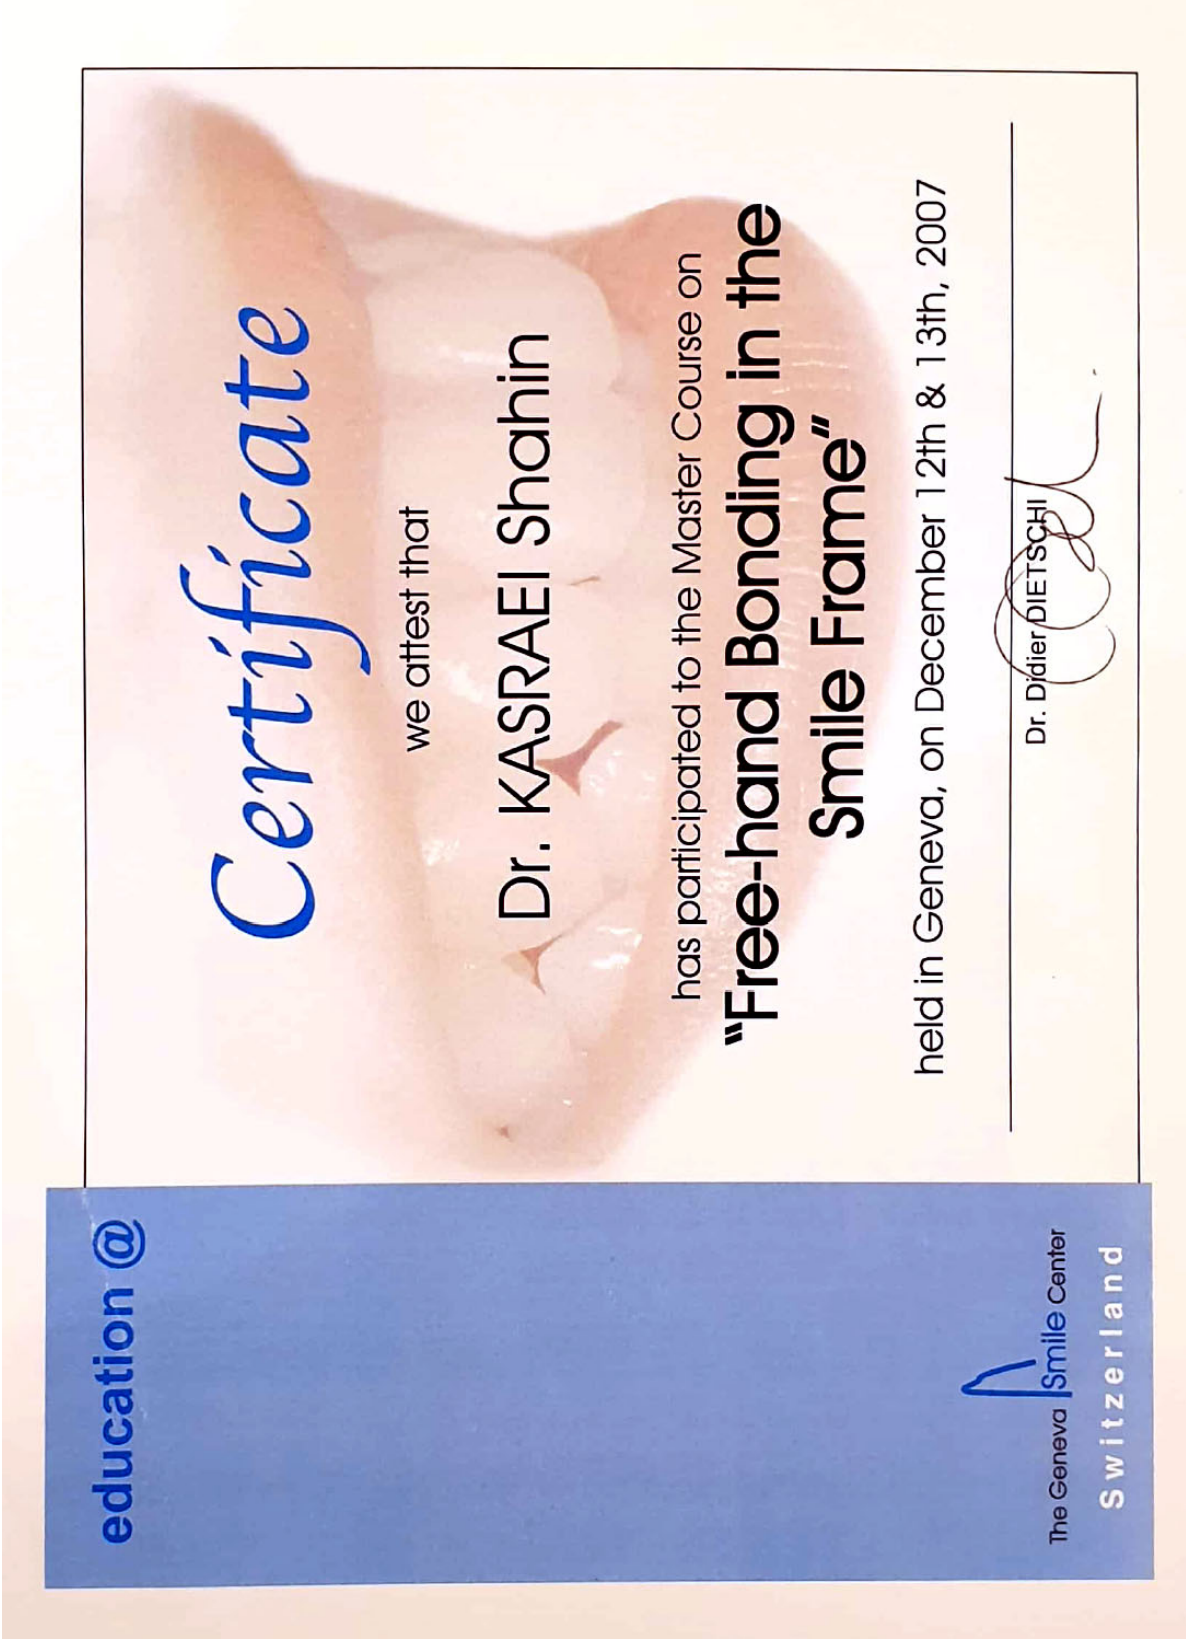 education @
Certificate
we attest that
Dr. KASRAEI Shahin
has participated to the Master Course on
"Free-hand Bonding in the
Smile Frame"
held in Geneva, on December 12th & 13th, 2007
Dr. Didier DIETSCHI
The Geneva Smile Center
Switzerland